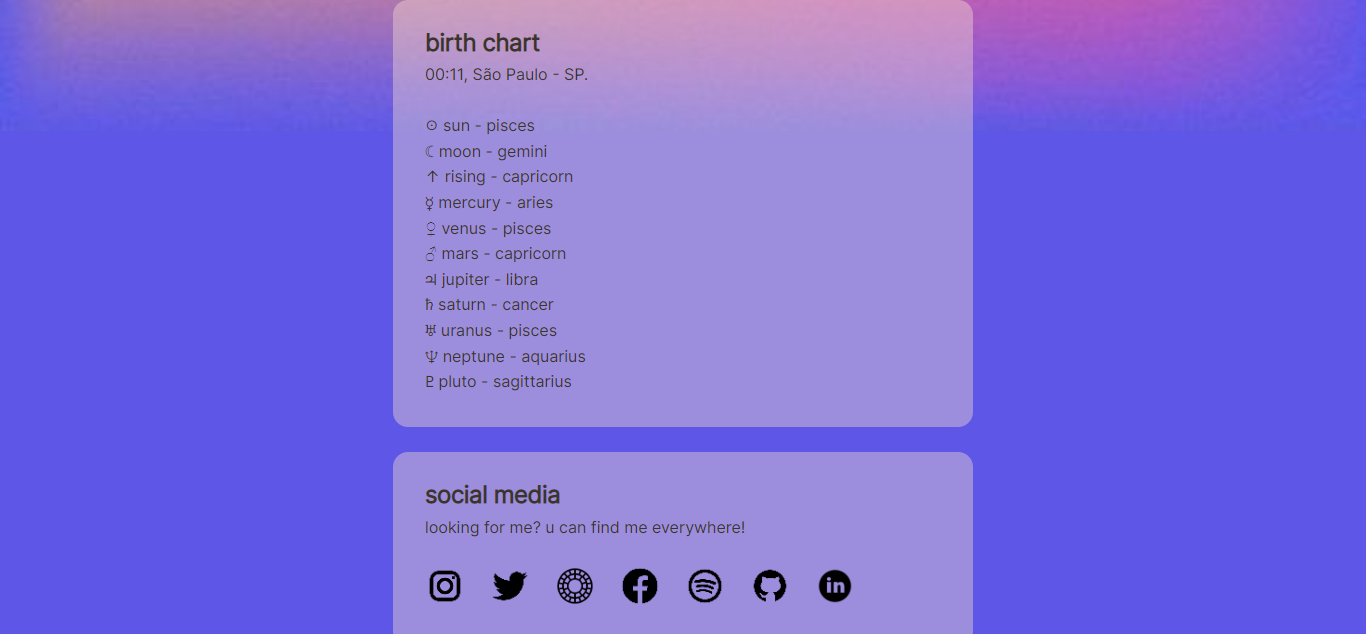 birth chart
00:11, São Paulo - SP.
☉ sun - pisces
☾ moon - gemini
↑ rising - capricorn
☿ mercury - aries
♀ venus - pisces
♂ mars - capricorn
♃ jupiter - libra
♄ saturn - cancer
♅ uranus - pisces
♆ neptune - aquarius
♇ pluto - sagittarius
social media
looking for me? u can find me everywhere!
in